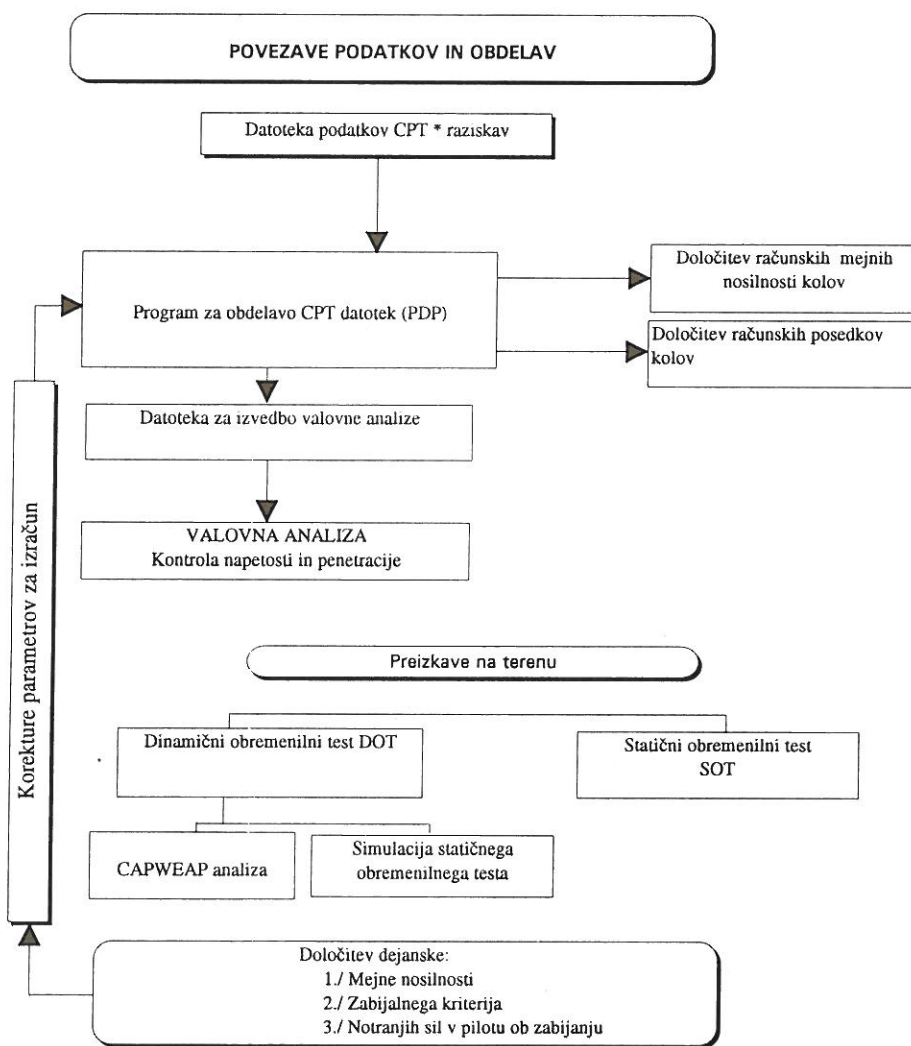 POVEZAVE PODATKOV IN OBDELAV
Datoteka podatkov CPT * raziskav
Program za obdelavo CPT datotek (PDP)
Določitev računskih mejnih
nosilnosti kolov
Določitev računskih posedkov
kolov
Datoteka za izvedbo valovne analize
VALOVNA ANALIZA
Kontrola napetosti in penetracije
Korekture parametrov za izračun
Preizkave na terenu
Dinamični obremenilni test DOT
Statični obremenilni test
SOT
CAPWEAP analiza
Simulacija statičnega
obremenilnega testa
Določitev dejanske:
1./ Mejne nosilnosti
2./ Zabijalnega kriterija
3./ Notranjih sil v pilotu ob zabijanju